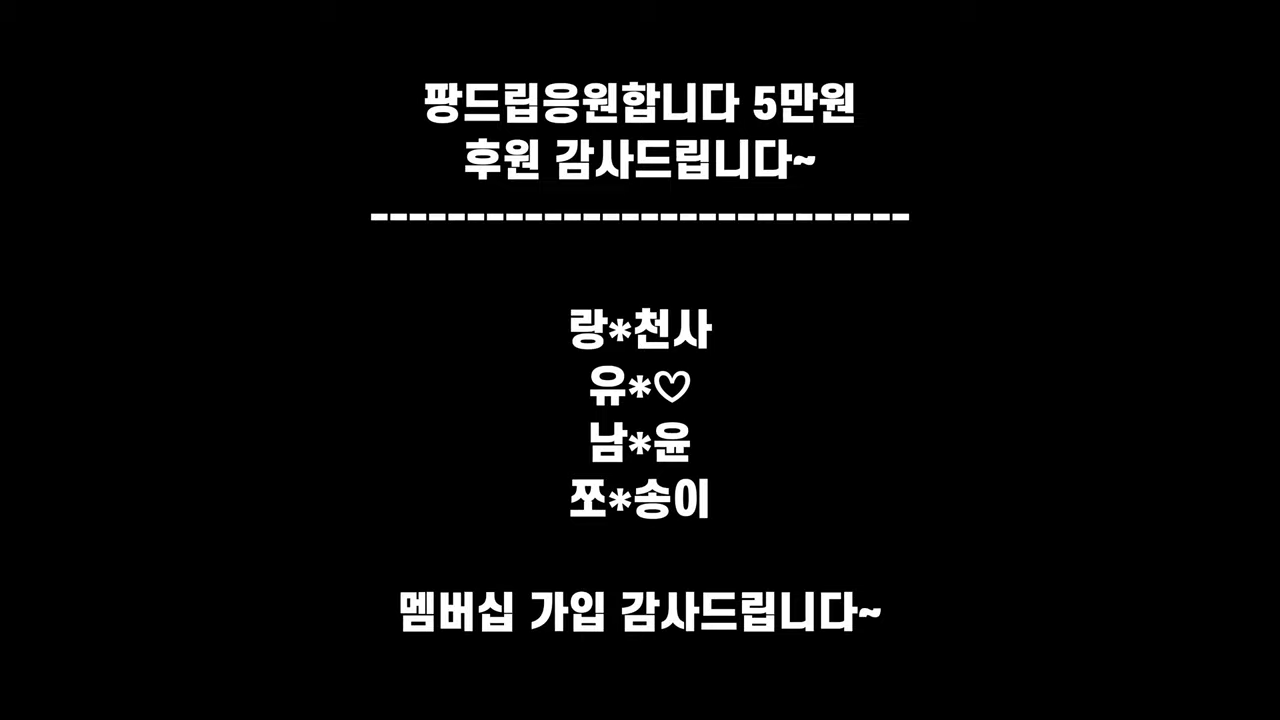 팡드립응원합니다 5만원
후원 감사드립니다~
----------------------------
랑*천사
유*♡
남*윤
쪼*송이
멤버십 가입 감사드립니다~